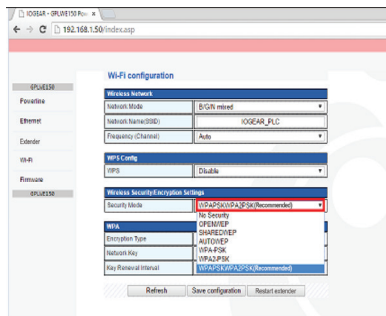 IOGEAR - GPLWE150 Pow
192.168.1.50/index.asp
Wi-Fi configuration
GPLWE150
Powerline
Ethernet
Extender
Wi-Fi
Firmware
GPLWE150
Wireless Network
Network Mode
B/G/N mixed
Network Name(SSID)
IOGEAR_PLC
Frequency (Channel)
Auto
WPS Config
WPS
Disable
Wireless Security/Encryption Settings
Security Mode
WPAPSKWPA2PSK(Recommended)
No Security
OPENWEP
SHAREDWEP
AUTOWEP
WPA-PSK
WPA2-PSK
WPAPSKWPA2PSK(Recommended)
WPA
Encryption Type
Network Key
Key Renewal Interval
Refresh
Save configuration
Restart extender